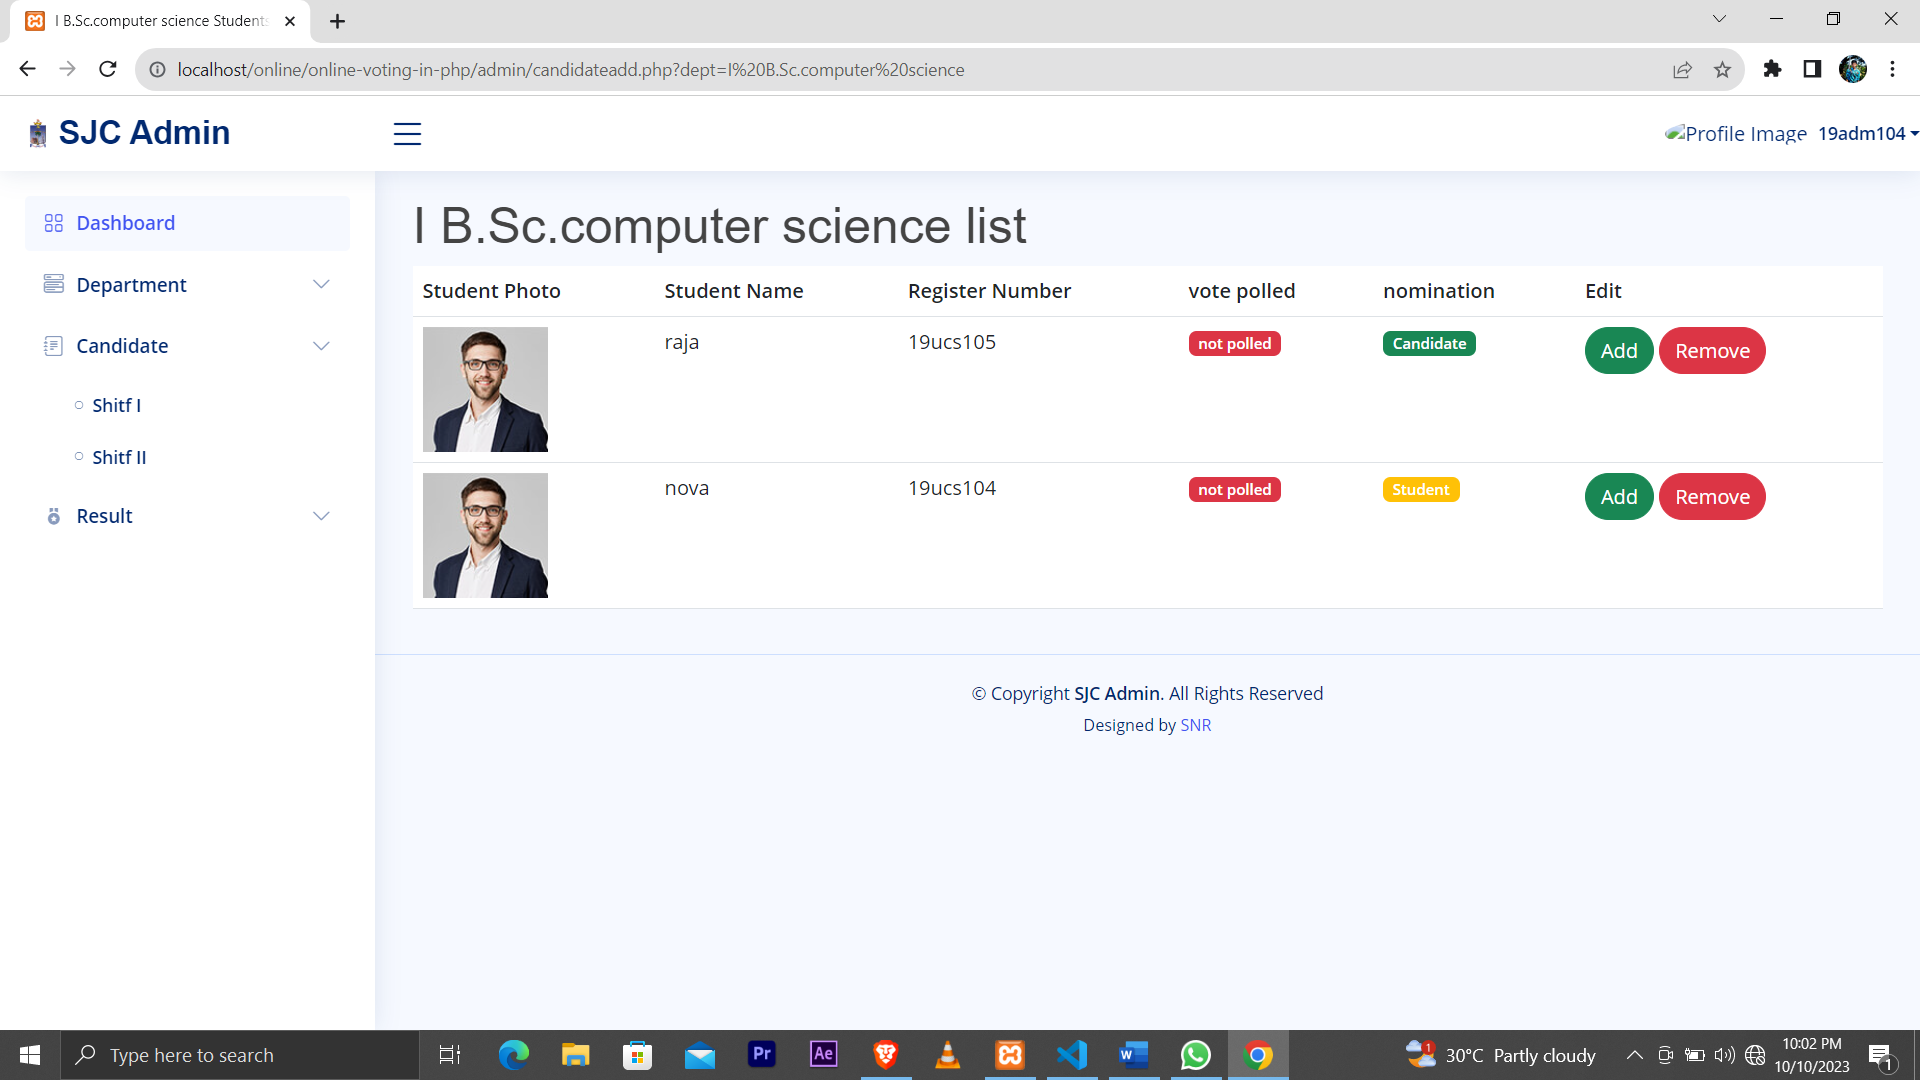 I B.Sc.computer science Students
localhost/online/online-voting-in-php/admin/candidateadd.php?dept=I%20B.Sc.computer%20science
SJC Admin
Profile Image 19adm104
Dashboard
Department
Candidate
Shitf I
Shitf II
Result
I B.Sc.computer science list
Student Photo Student Name Register Number vote polled nomination Edit
raja 19ucs105 not polled Candidate Add Remove
nova 19ucs104 not polled Student Add Remove
© Copyright SJC Admin. All Rights Reserved
Designed by SNR
Type here to search
Pr
Ae
W
1
30°C Partly cloudy
10:02 PM
10/10/2023
1